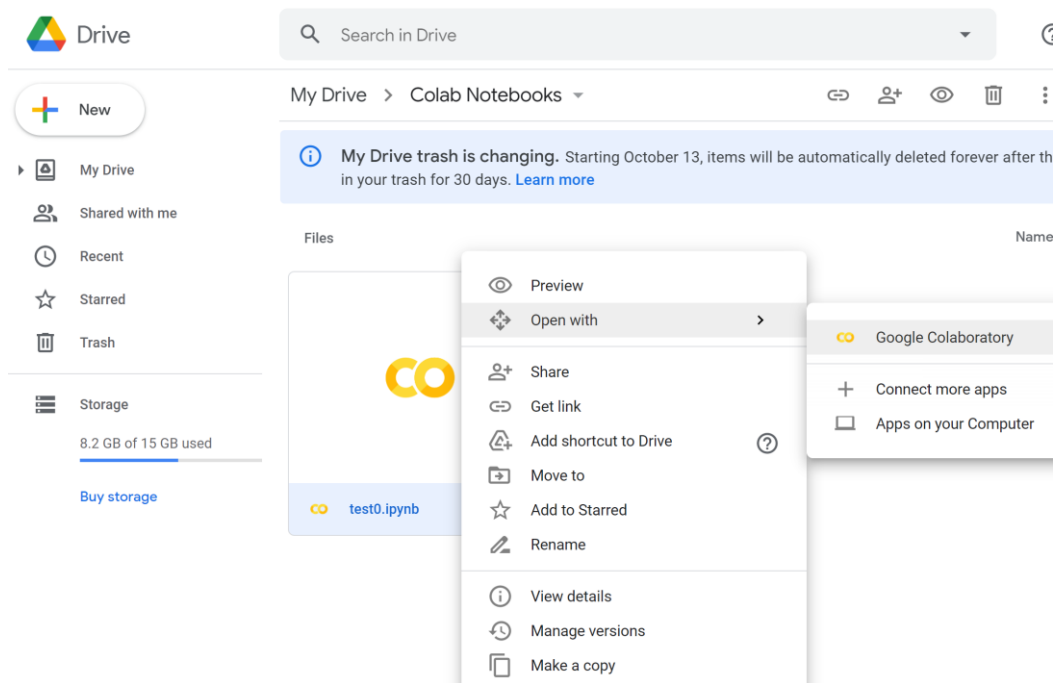 Drive
Search in Drive
New
My Drive
Shared with me
Recent
Starred
Trash
Storage
8.2 GB of 15 GB used
Buy storage
My Drive > Colab Notebooks
My Drive trash is changing. Starting October 13, items will be automatically deleted forever after
in your trash for 30 days. Learn more
Files
Name
test0.ipynb
Preview
Open with
Share
Get link
Add shortcut to Drive
Move to
Add to Starred
Rename
View details
Manage versions
Make a copy
Google Colaboratory
Connect more apps
Apps on your Computer